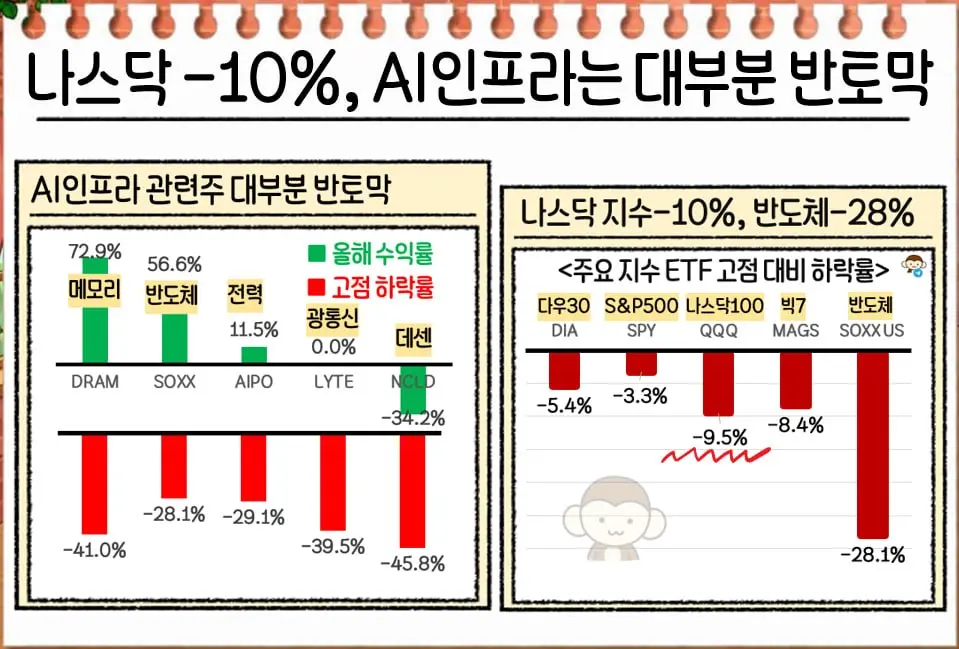 나스닥 -10%, AI인프라는 대부분 반토막
AI인프라 관련주 대부분 반토막
72.9%
56.6%
11.5%
0.0%
-34.2%
올해 수익률
고점 하락률
메모리
반도체
전력
광통신
데센
DRAM
SOXX
AIPO
LYTE
NCLD
-41.0%
-28.1%
-29.1%
-39.5%
-45.8%
나스닥 지수-10%, 반도체-28%
<주요 지수 ETF 고점 대비 하락률>
다우30 S&P500 나스닥100 빅7 반도체
DIA SPY QQQ MAGS SOXX US
-5.4%
-3.3%
-9.5%
-8.4%
-28.1%